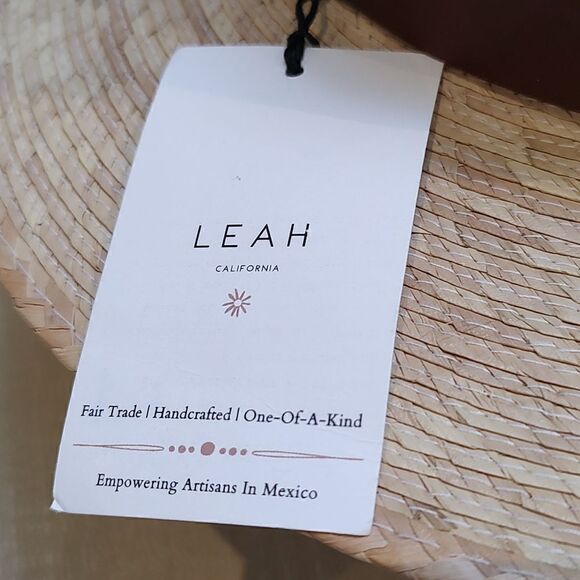 LEAH
CALIFORNIA
Fair Trade | Handcrafted | One-Of-A-Kind
Empowering Artisans In Mexico